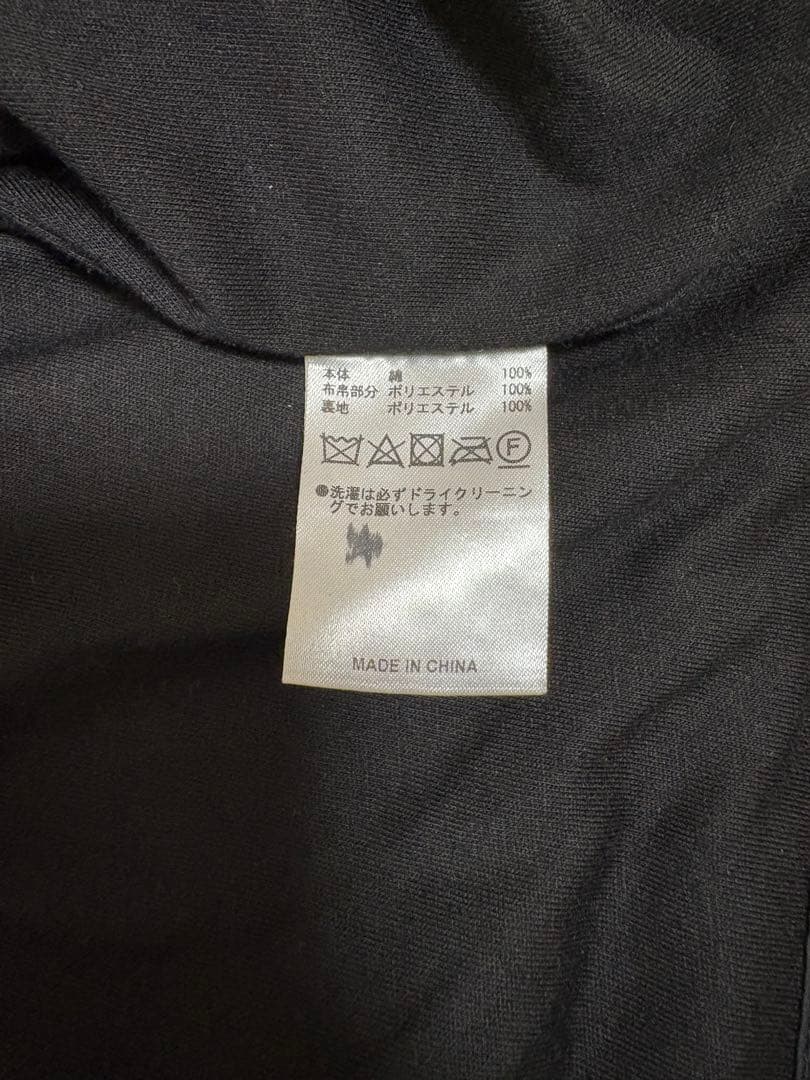 本体 綿 100%
布帛部分 ポリエステル 100%
裏地 ポリエステル 100%
F
●洗濯は必ずドライクリーニン
グでお願いします。
MADE IN CHINA